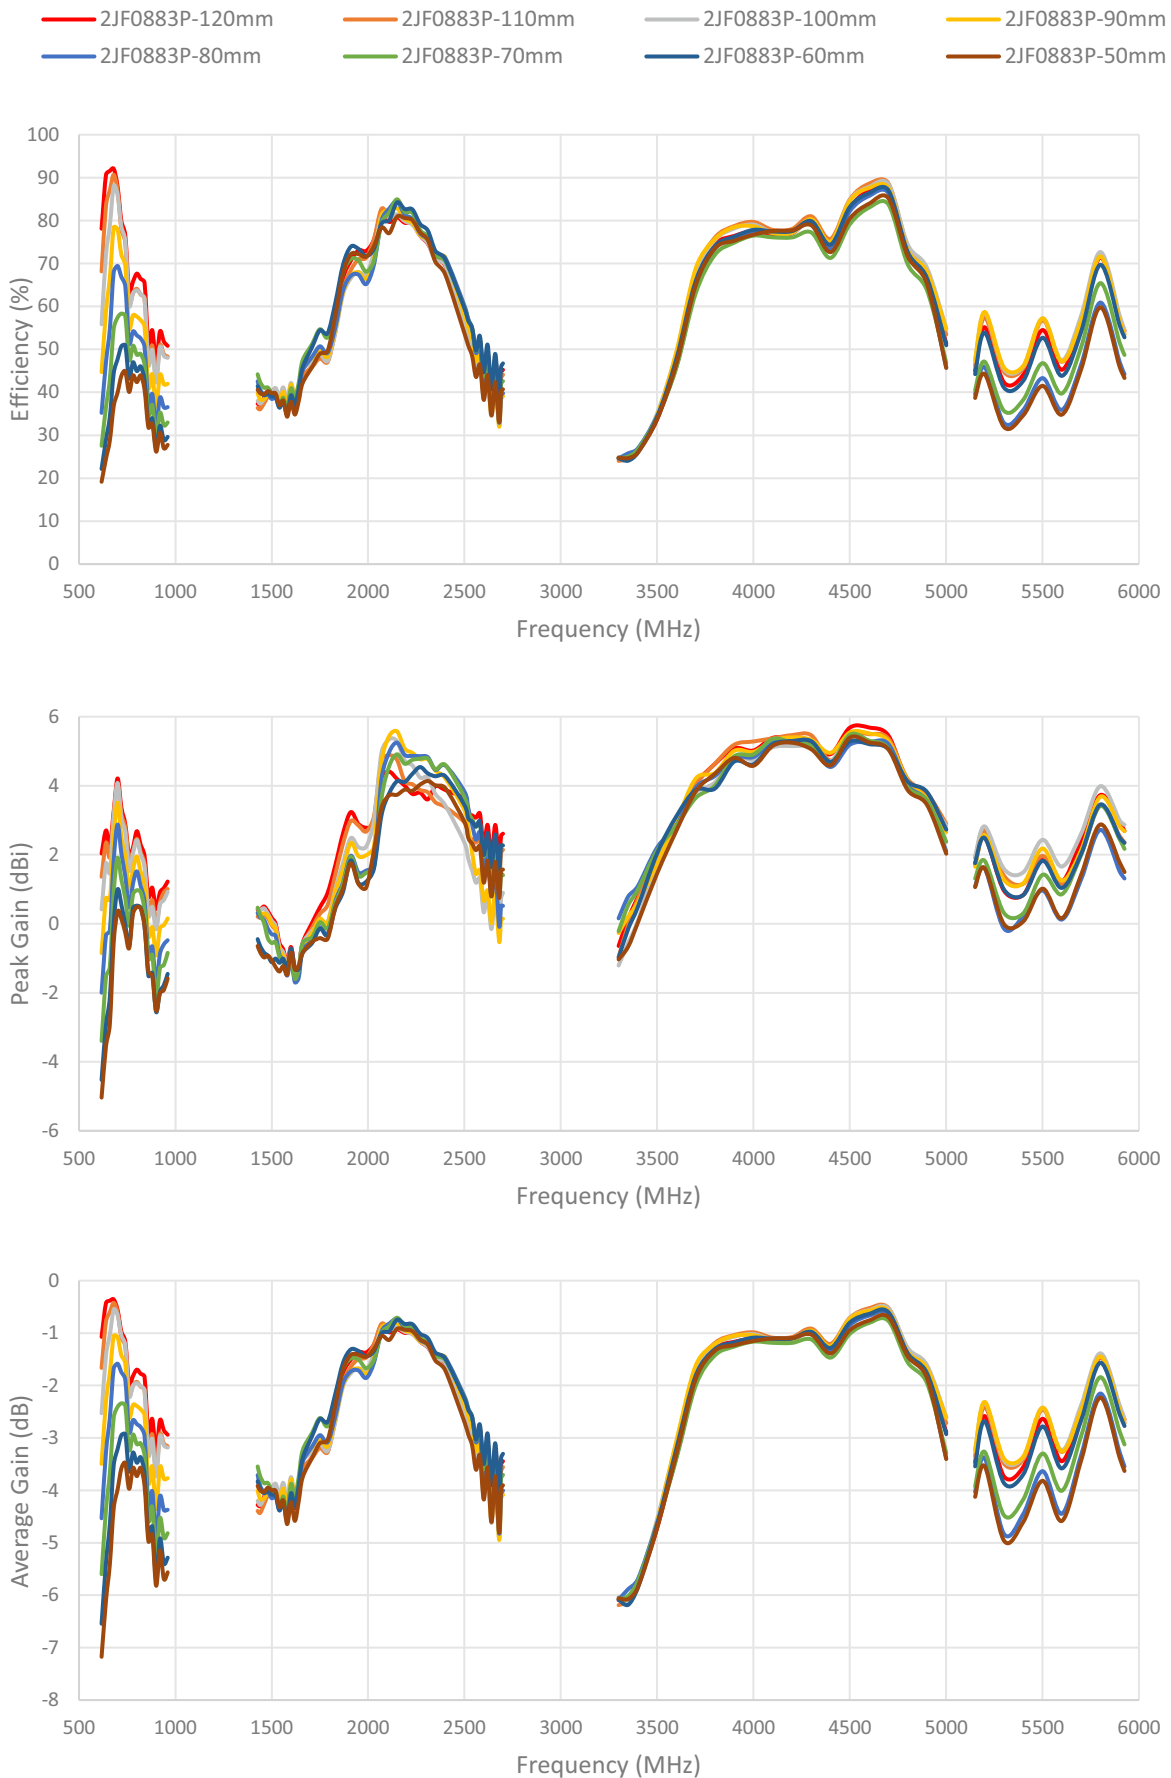 2JF0883P-120mm 2JF0883P-110mm 2JF0883P-100mm 2JF0883P-90mm
2JF0883P-80mm 2JF0883P-70mm 2JF0883P-60mm 2JF0883P-50mm
Efficiency (%)
100
90
80
70
60
50
40
30
20
10
0
500 1000 1500 2000 2500 3000 3500 4000 4500 5000 5500 6000
Frequency (MHz)
Peak Gain (dBi)
6
4
2
0
-2
-4
-6
500 1000 1500 2000 2500 3000 3500 4000 4500 5000 5500 6000
Frequency (MHz)
Average Gain (dB)
0
-1
-2
-3
-4
-5
-6
-7
-8
500 1000 1500 2000 2500 3000 3500 4000 4500 5000 5500 6000
Frequency (MHz)